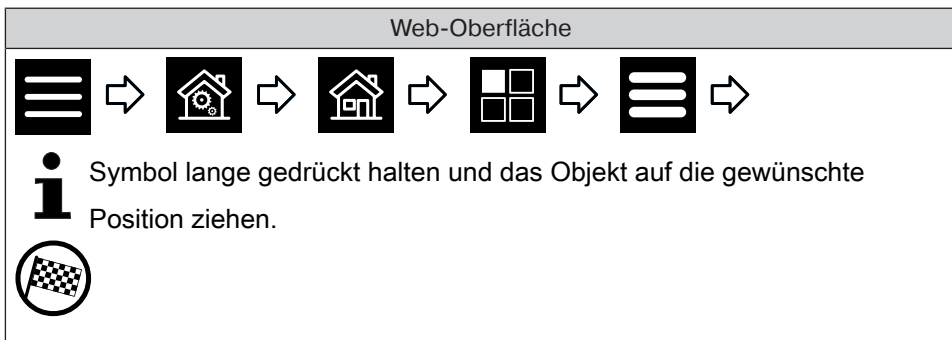 Web-Oberfläche
Symbol lange gedrückt halten und das Objekt auf die gewünschte
Position ziehen.